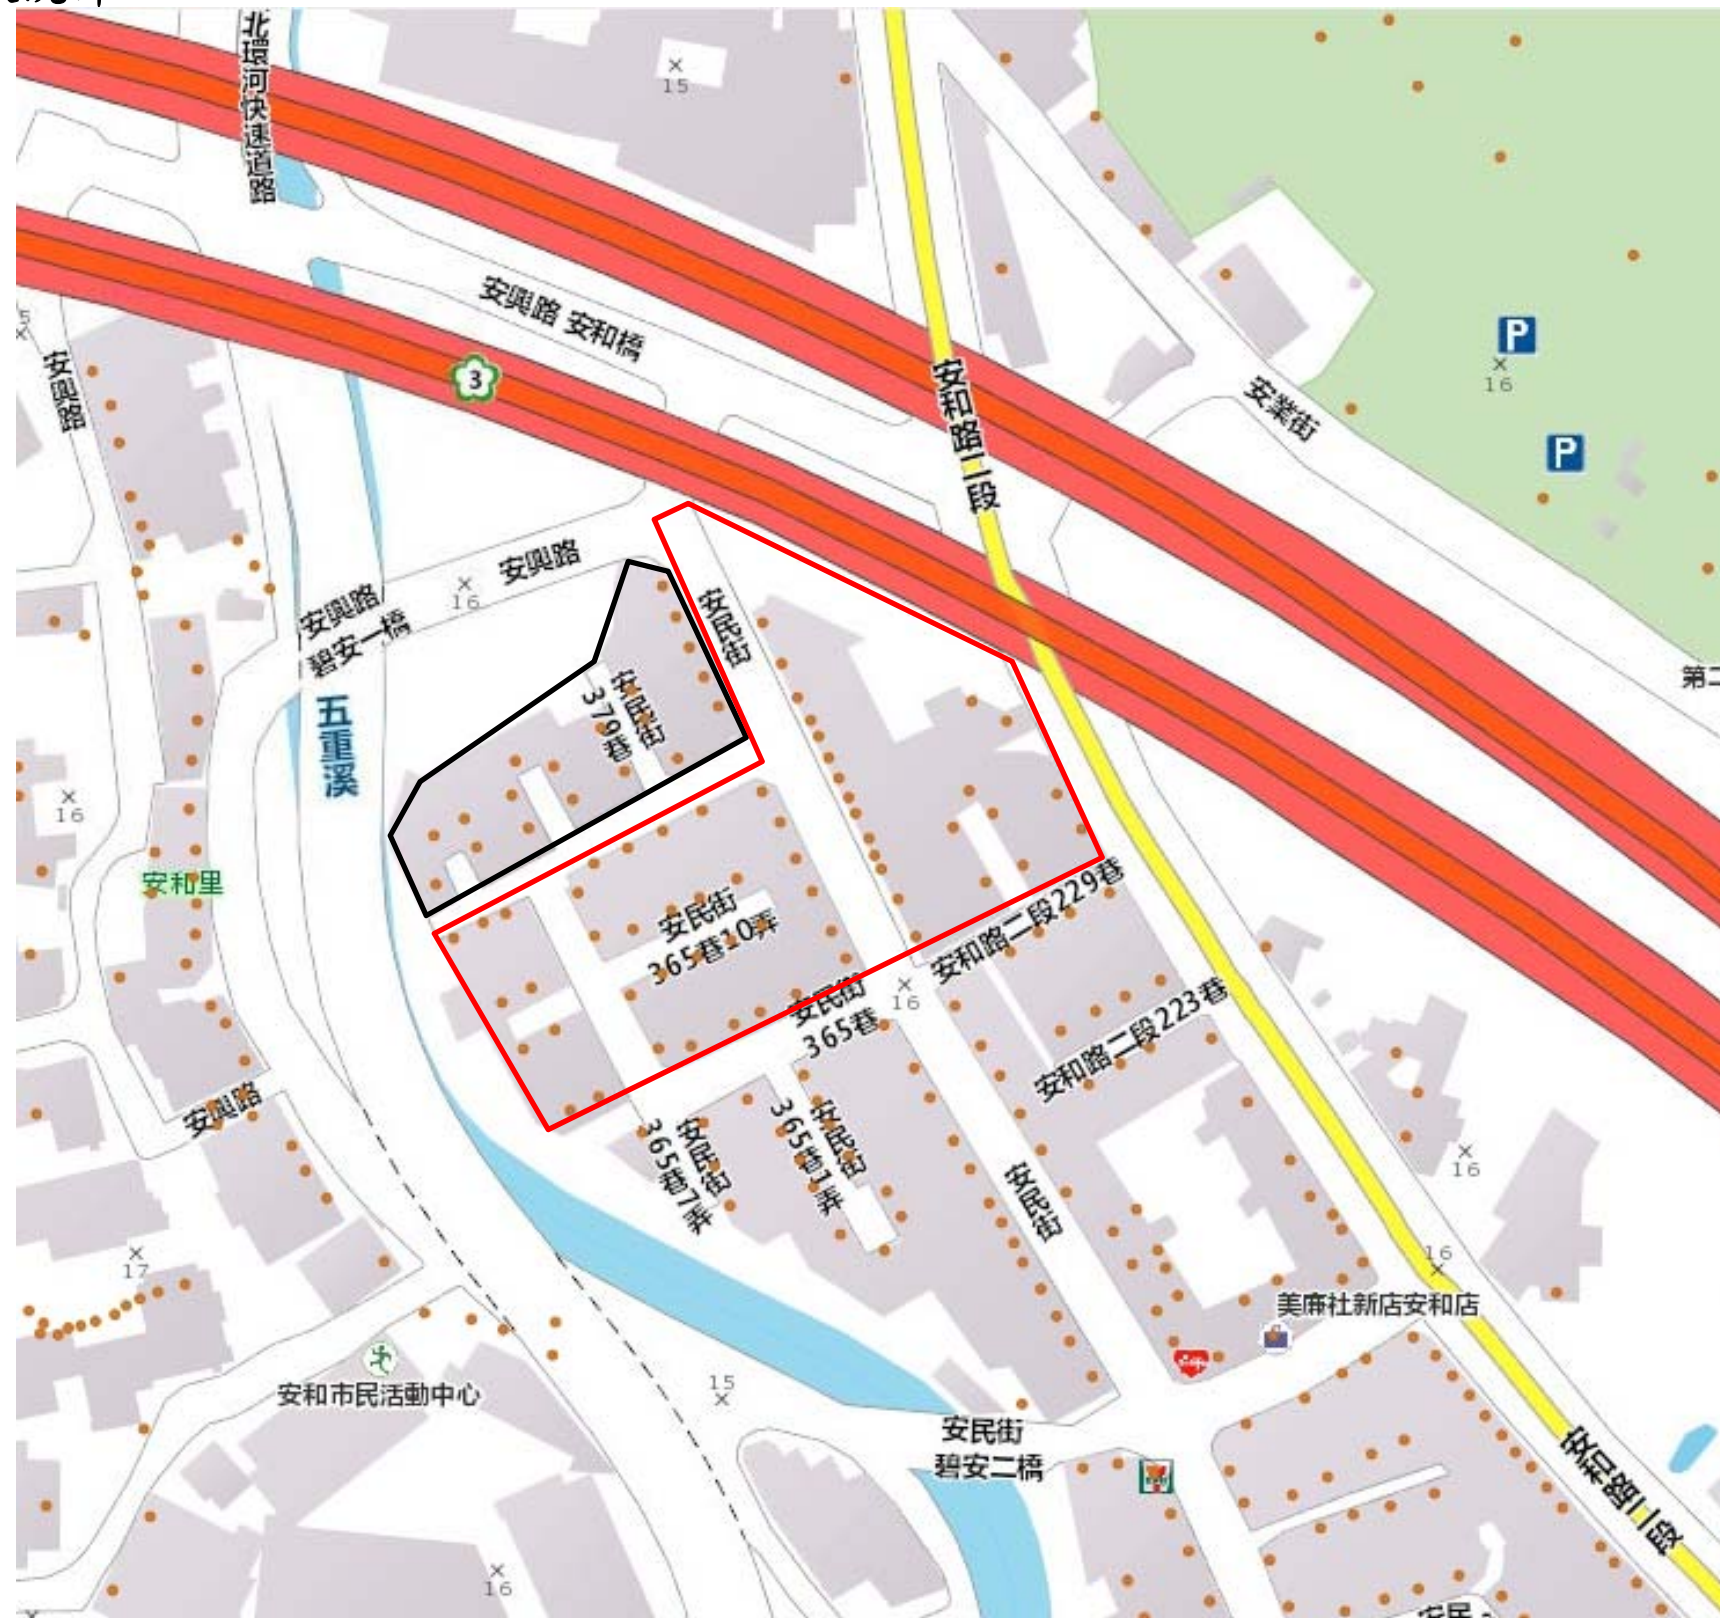 北環河快速道路
15
安興路 安和橋
3
安興路
安和路二段
安業街
P
16
P
安興路
16
安興路
碧安一橋
安民街
安民街
379巷
五重溪
第二
16
安和里
安民街
365巷10弄
安和路二段229巷
安民街
365巷
16
安和路二段223巷
安興路
安民街
365巷7弄
安民街
365巷1弄
安民街
16
17
16
美廉社新店安和店
安和市民活動中心
15
安民街
碧安二橋
安和路二段
16